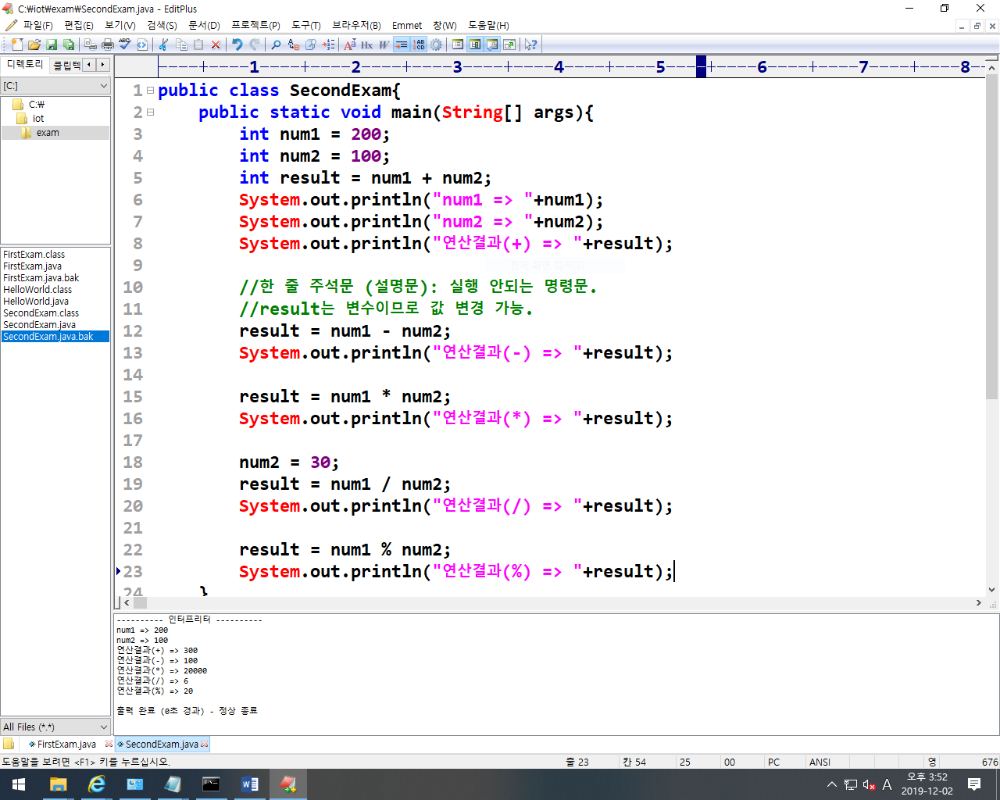 C:₩iot₩exam₩SecondExam.java - EditPlus
파일(F) 편집(E) 보기(V) 검색(S) 문서(D) 프로젝트(P) 도구(T) 브라우저(B) Emmet 창(W) 도움말(H)
디렉토리 클립텍
[C:]
C:₩
iot
exam
FirstExam.class
FirstExam.java
FirstExam.java.bak
HelloWorld.class
HelloWorld.java
SecondExam.class
SecondExam.java
SecondExam.java.bak
All Files (*.*)
----+----1----+----2----+----3----+----4----+----5----+----6----+----7----+----8--
1 public class SecondExam{
2 public static void main(String[] args){
3 int num1 = 200;
4 int num2 = 100;
5 int result = num1 + num2;
6 System.out.println("num1 => "+num1);
7 System.out.println("num2 => "+num2);
8 System.out.println("연산결과(+) => "+result);
9
10 //한 줄 주석문 (설명문): 실행 안되는 명령문.
11 //result는 변수이므로 값 변경 가능.
12 result = num1 - num2;
13 System.out.println("연산결과(-) => "+result);
14
15 result = num1 * num2;
16 System.out.println("연산결과(*) => "+result);
17
18 num2 = 30;
19 result = num1 / num2;
20 System.out.println("연산결과(/) => "+result);
21
22 result = num1 % num2;
23 System.out.println("연산결과(%) => "+result);
24 }
---------- 인터프리터 ----------
num1 => 200
num2 => 100
연산결과(+) => 300
연산결과(-) => 100
연산결과(*) => 20000
연산결과(/) => 6
연산결과(%) => 20
출력 완료 (0초 경과) - 정상 종료
FirstExam.java SecondExam.java
도움말을 보려면 <F1> 키를 누르십시오. 줄 23 칸 54 25 00 PC ANSI 영 676
A 오후 3:52
2019-12-02